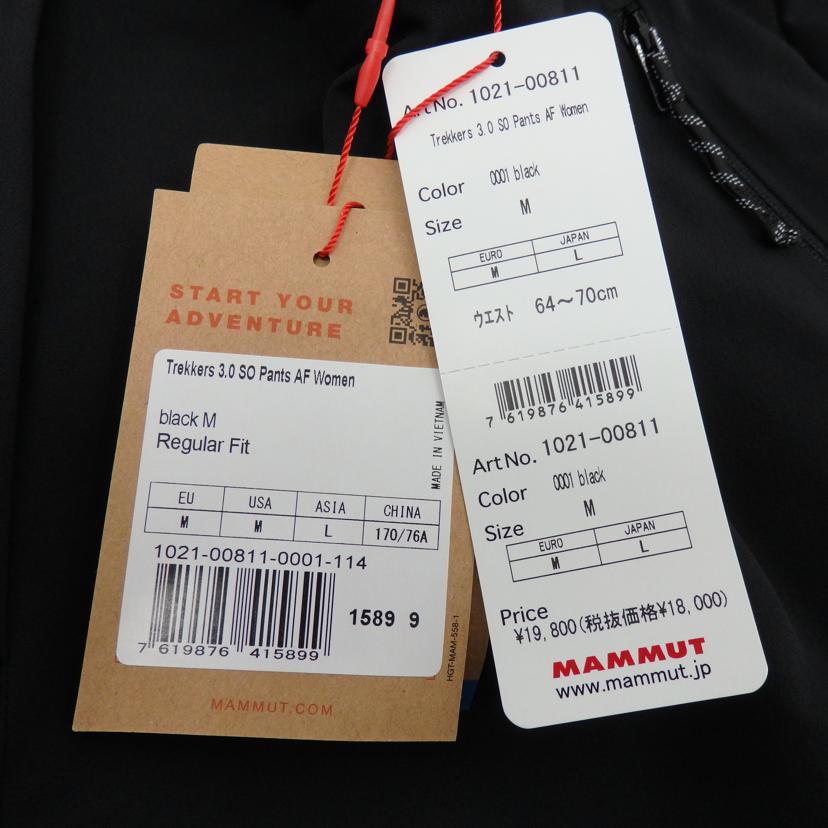 START YOUR
ADVENTURE
Trekkers 3.0 SO Pants AF Women
black M
Regular Fit
MADE IN VIETNAM
EU USA ASIA CHINA
M M L 170/76A
1021-00811-0001-114
1589 9
7 619876 415899
HGT-MAM-558-1
MAMMUT.COM
Art No. 1021-00811
Trekkers 3.0 SO Pants AF Women
Color 0001 black
Size M
EURO JAPAN
M L
ウエスト 64～70cm
7 619876 415899
Art No. 1021-00811
Color 0001 black
Size M
EURO JAPAN
M L
Price
¥19,800(税抜価格¥18,000)
MAMMUT
www.mammut.jp